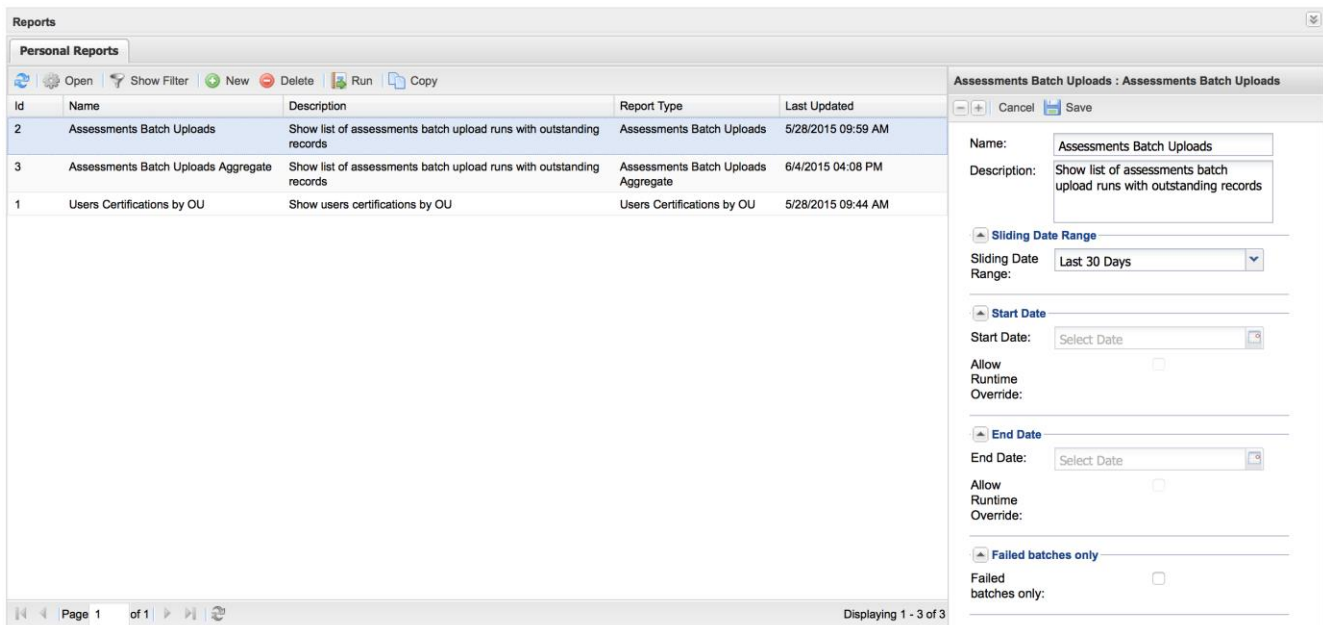 Reports
Personal Reports
Open Show Filter New Delete Run Copy
Id Name Description Report Type Last Updated
2 Assessments Batch Uploads Show list of assessments batch upload runs with outstanding Assessments Batch Uploads 5/28/2015 09:59 AM
records
3 Assessments Batch Uploads Aggregate Show list of assessments batch upload runs with outstanding Assessments Batch Uploads 6/4/2015 04:08 PM
records Aggregate
1 Users Certifications by OU Show users certifications by OU Users Certifications by OU 5/28/2015 09:44 AM
Page 1 of 1 Displaying 1 - 3 of 3
Assessments Batch Uploads : Assessments Batch Uploads
Cancel Save
Name: Assessments Batch Uploads
Description: Show list of assessments batch
upload runs with outstanding records
Sliding Date Range
Sliding Date Last 30 Days
Range:
Start Date
Start Date: Select Date
Allow
Runtime
Override:
End Date
End Date: Select Date
Allow
Runtime
Override:
Failed batches only
Failed
batches only: